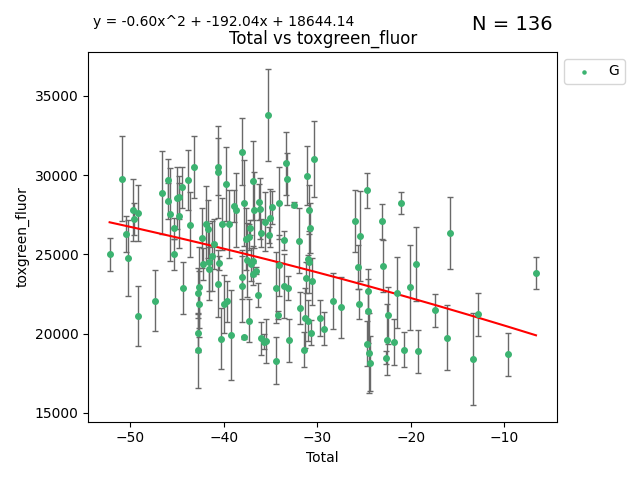 y = -0.60x^2 + -192.04x + 18644.14
N = 136
Total vs toxgreen_fluor
G
35000
30000
25000
20000
15000
toxgreen_fluor
−50
−40
−30
−20
−10
Total